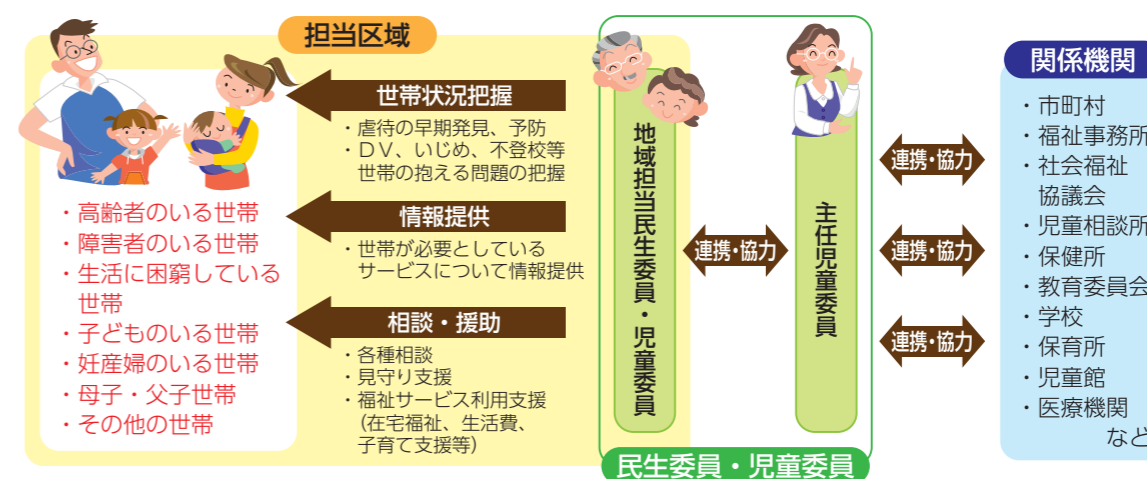 担当区域
・高齢者のいる世帯
・障害者のいる世帯
・生活に困窮している
世帯
・子どものいる世帯
・妊産婦のいる世帯
・母子・父子世帯
・その他の世帯
世帯状況把握
・虐待の早期発見、予防
・ＤＶ、いじめ、不登校等
世帯の抱える問題の把握
情報提供
・世帯が必要としている
サービスについて情報提供
相談・援助
・各種相談
・見守り支援
・福祉サービス利用支援
(在宅福祉、生活費、
子育て支援等)
地域担当民生委員・児童委員
連携・協力
主任児童委員
民生委員・児童委員
連携・協力
連携・協力
連携・協力
関係機関
・市町村
・福祉事務所
・社会福祉
協議会
・児童相談所
・保健所
・教育委員会
・学校
・保育所
・児童館
・医療機関
など